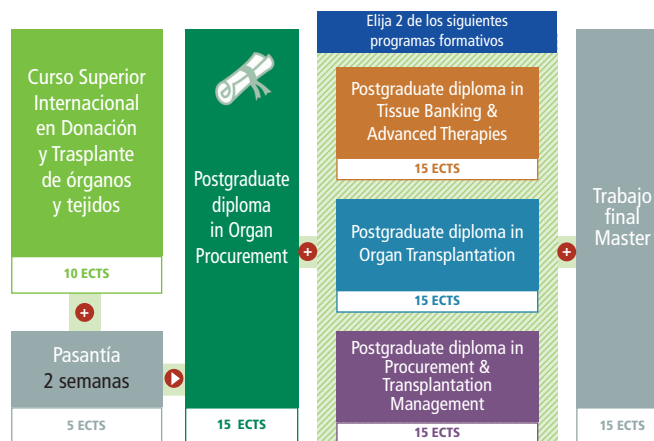 Curso Superior
Internacional
en Donación
y Trasplante
de órganos
y tejidos
10 ECTS
+
Pasantía
2 semanas
5 ECTS
Postgraduate
diploma
in Organ
Procurement
15 ECTS
+
Elija 2 de los siguientes
programas formativos
Postgraduate diploma in
Tissue Banking &
Advanced Therapies
15 ECTS
Postgraduate diploma in
Organ Transplantation
15 ECTS
Postgraduate diploma in
Procurement &
Transplantation
Management
15 ECTS
+
Trabajo
final
Master
15 ECTS